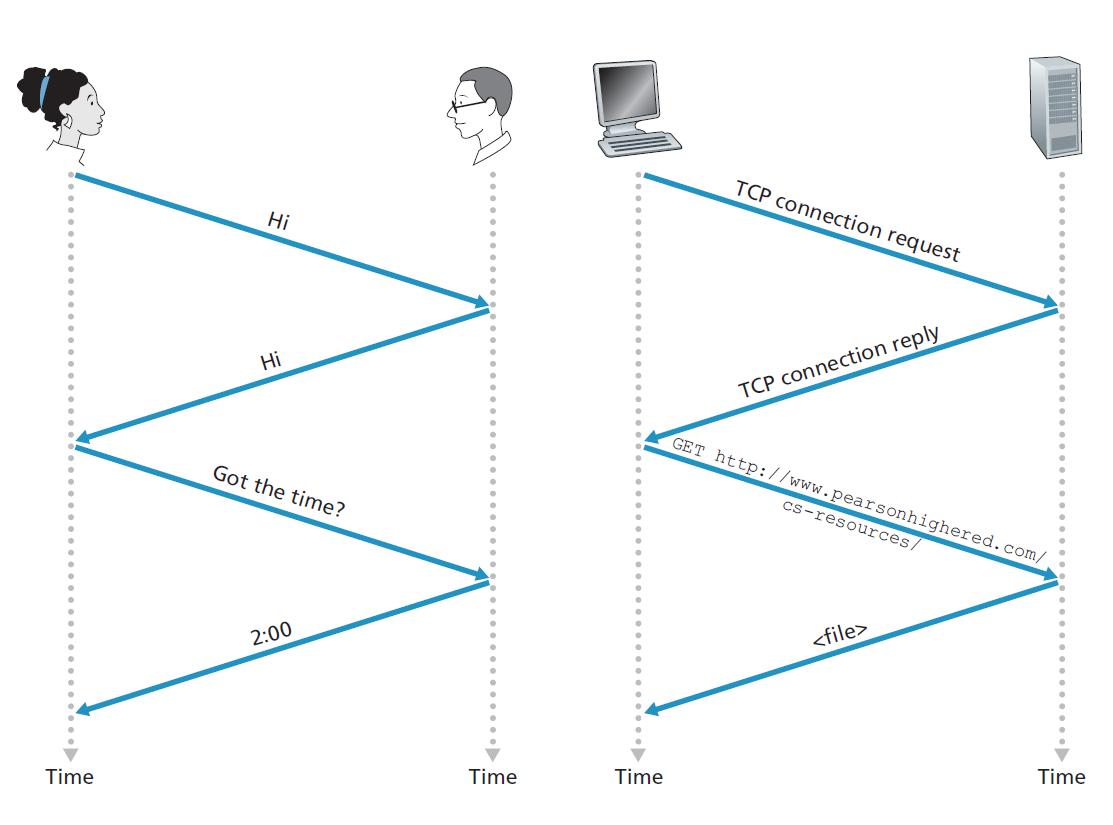 Hi
Hi
Got the time?
2:00
Time
Time
TCP connection request
TCP connection reply
GET http://www.pearsonhighered.com/
cs-resources/
<file>
Time
Time